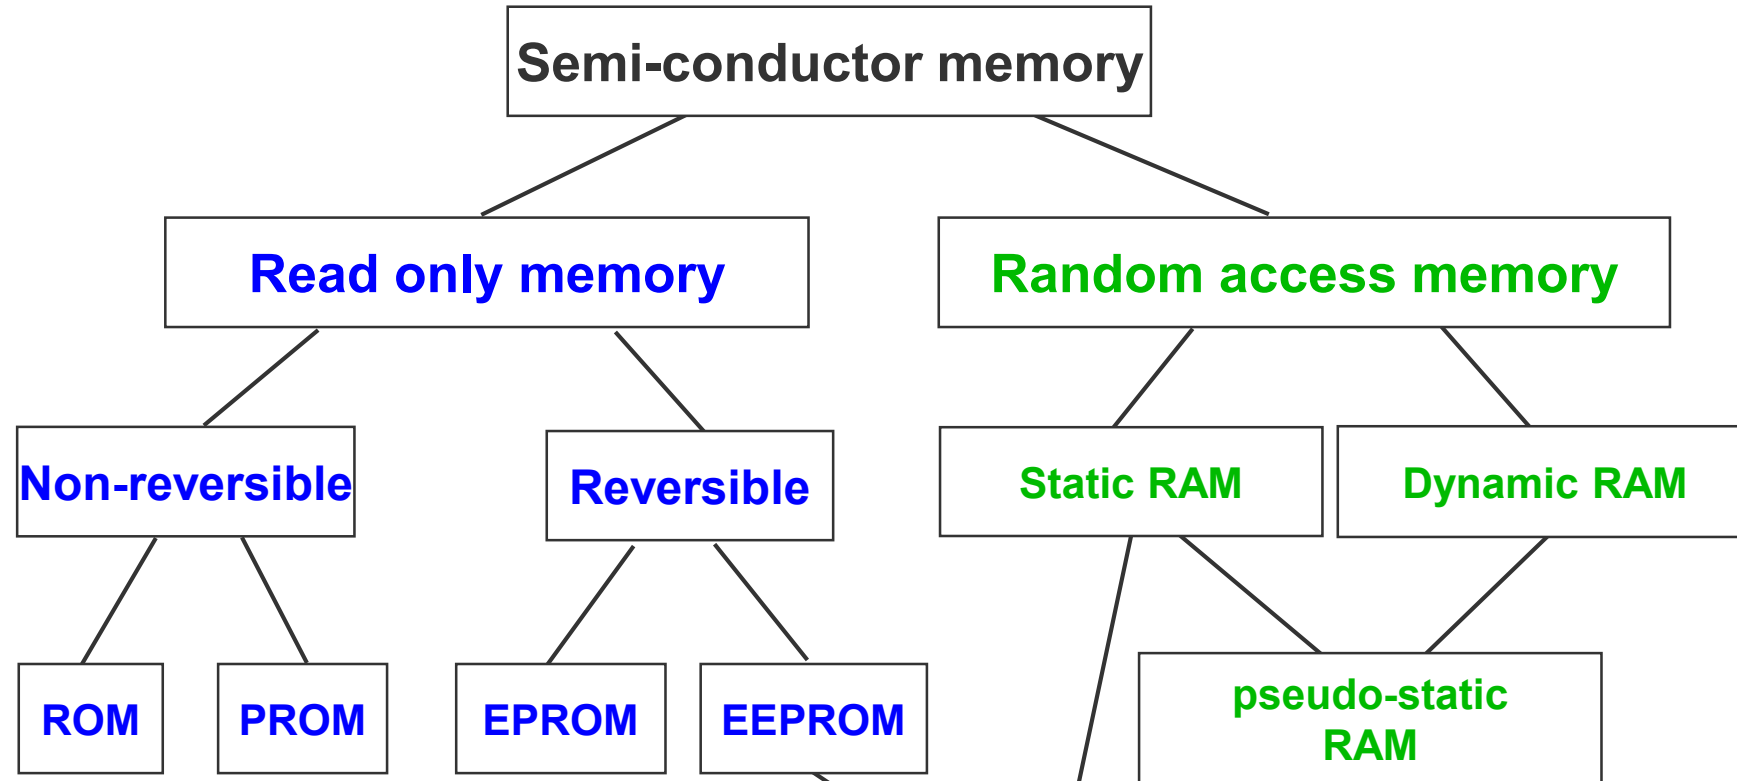 Semi-conductor memory
Read only memory
Random access memory
Non-reversible
Reversible
Static RAM
Dynamic RAM
ROM
PROM
EPROM
EEPROM
pseudo-static
RAM